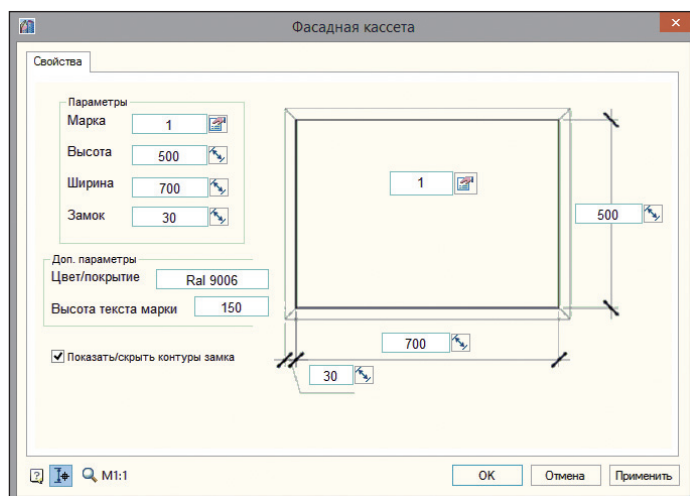 Фасадная кассета
Свойства
Параметры
Марка 1
Высота 500
Ширина 700
Замок 30
Доп. параметры
Цвет/покрытие Ral 9006
Высота текста марки 150
Показать/скрыть контуры замка
1
500
700
30
M1:1
OK Отмена Применить